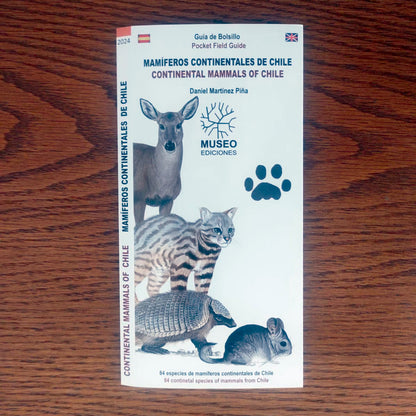 2024
Guía de Bolsillo
Pocket Field Guide
MAMÍFEROS CONTINENTALES DE CHILE
CONTINENTAL MAMMALS OF CHILE
Daniel Martínez Piña
MUSEO
EDICIONES
MAMÍFEROS CONTINENTALES DE CHILE
CONTINENTAL MAMMALS OF CHILE
84 especies de mamíferos continentales de Chile
84 continetal species of mammals from Chile